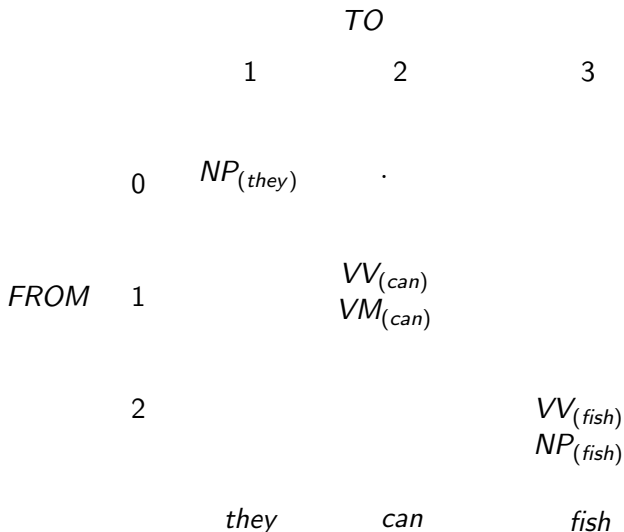 TO
1 2 3
0 NP(they) .
VV(can)
FROM 1 VM(can)
2 VV(fish)
NP(fish)
they can fish